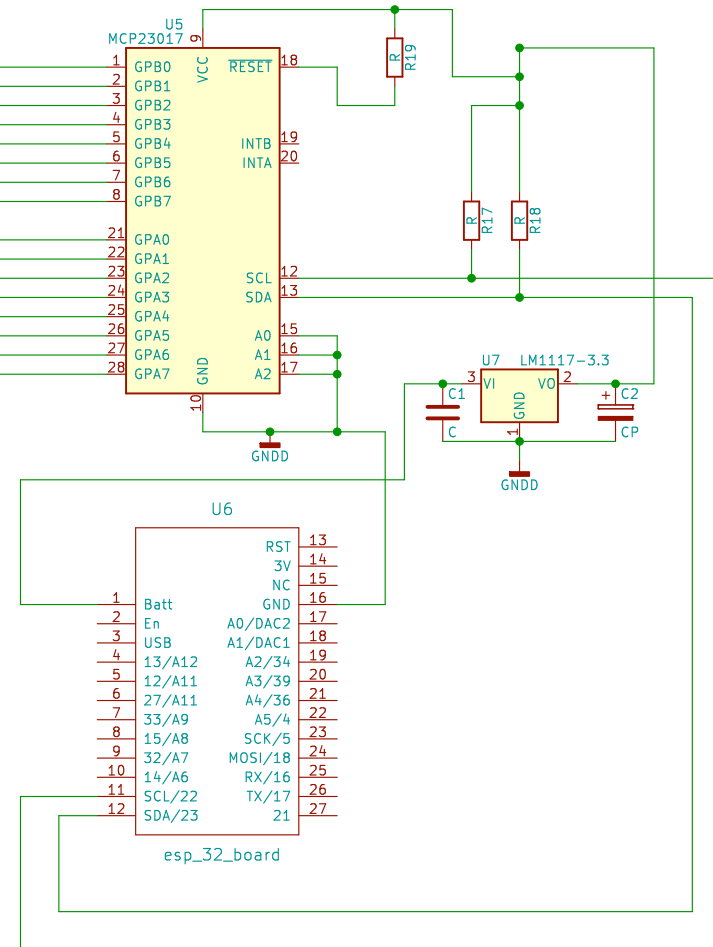 U5
MCP23017
9
VCC
1 GPB0
2 GPB1
3 GPB2
4 GPB3
5 GPB4
6 GPB5
7 GPB6
8 GPB7
21 GPA0
22 GPA1
23 GPA2
24 GPA3
25 GPA4
26 GPA5
27 GPA6
28 GPA7
RESET 18
INTB 19
INTA 20
SCL 12
SDA 13
A0 15
A1 16
A2 17
GND
10
GNDD
R R19
R R17
R R18
U7 LM1117-3.3
3 VI
VO 2
GND
1
GNDD
C1
C
+ C2
CP
U6
RST 13
3V 14
NC 15
1 Batt GND 16
2 En A0/DAC2 17
3 USB A1/DAC1 18
4 13/A12 A2/34 19
5 12/A11 A3/39 20
6 27/A11 A4/36 21
7 33/A9 A5/4 22
8 15/A8 SCK/5 23
9 32/A7 MOSI/18 24
10 14/A6 RX/16 25
11 SCL/22 TX/17 26
12 SDA/23 21 27
esp_32_board